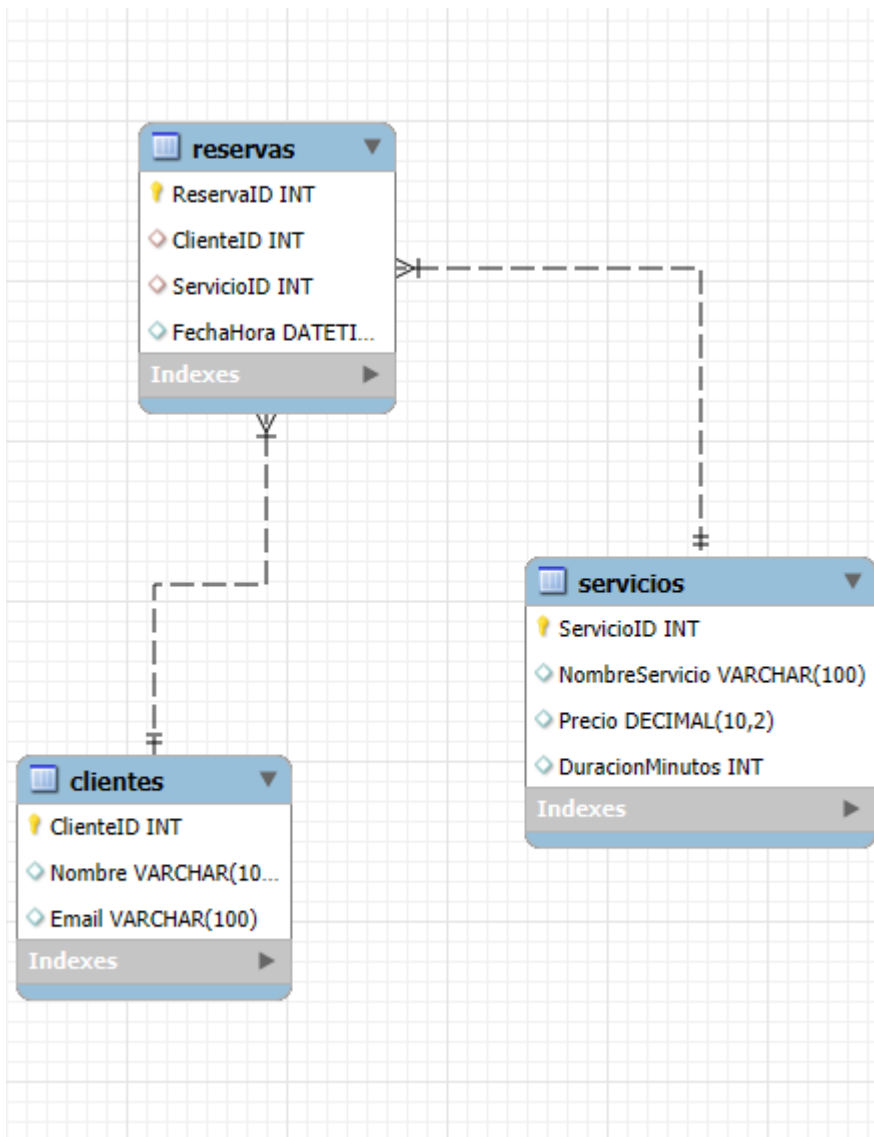 reservas
ReservaID INT
ClienteID INT
ServicioID INT
FechaHora DATETI...
Indexes
servicios
ServicioID INT
NombreServicio VARCHAR(100)
Precio DECIMAL(10,2)
DuracionMinutos INT
Indexes
clientes
ClienteID INT
Nombre VARCHAR(10...
Email VARCHAR(100)
Indexes